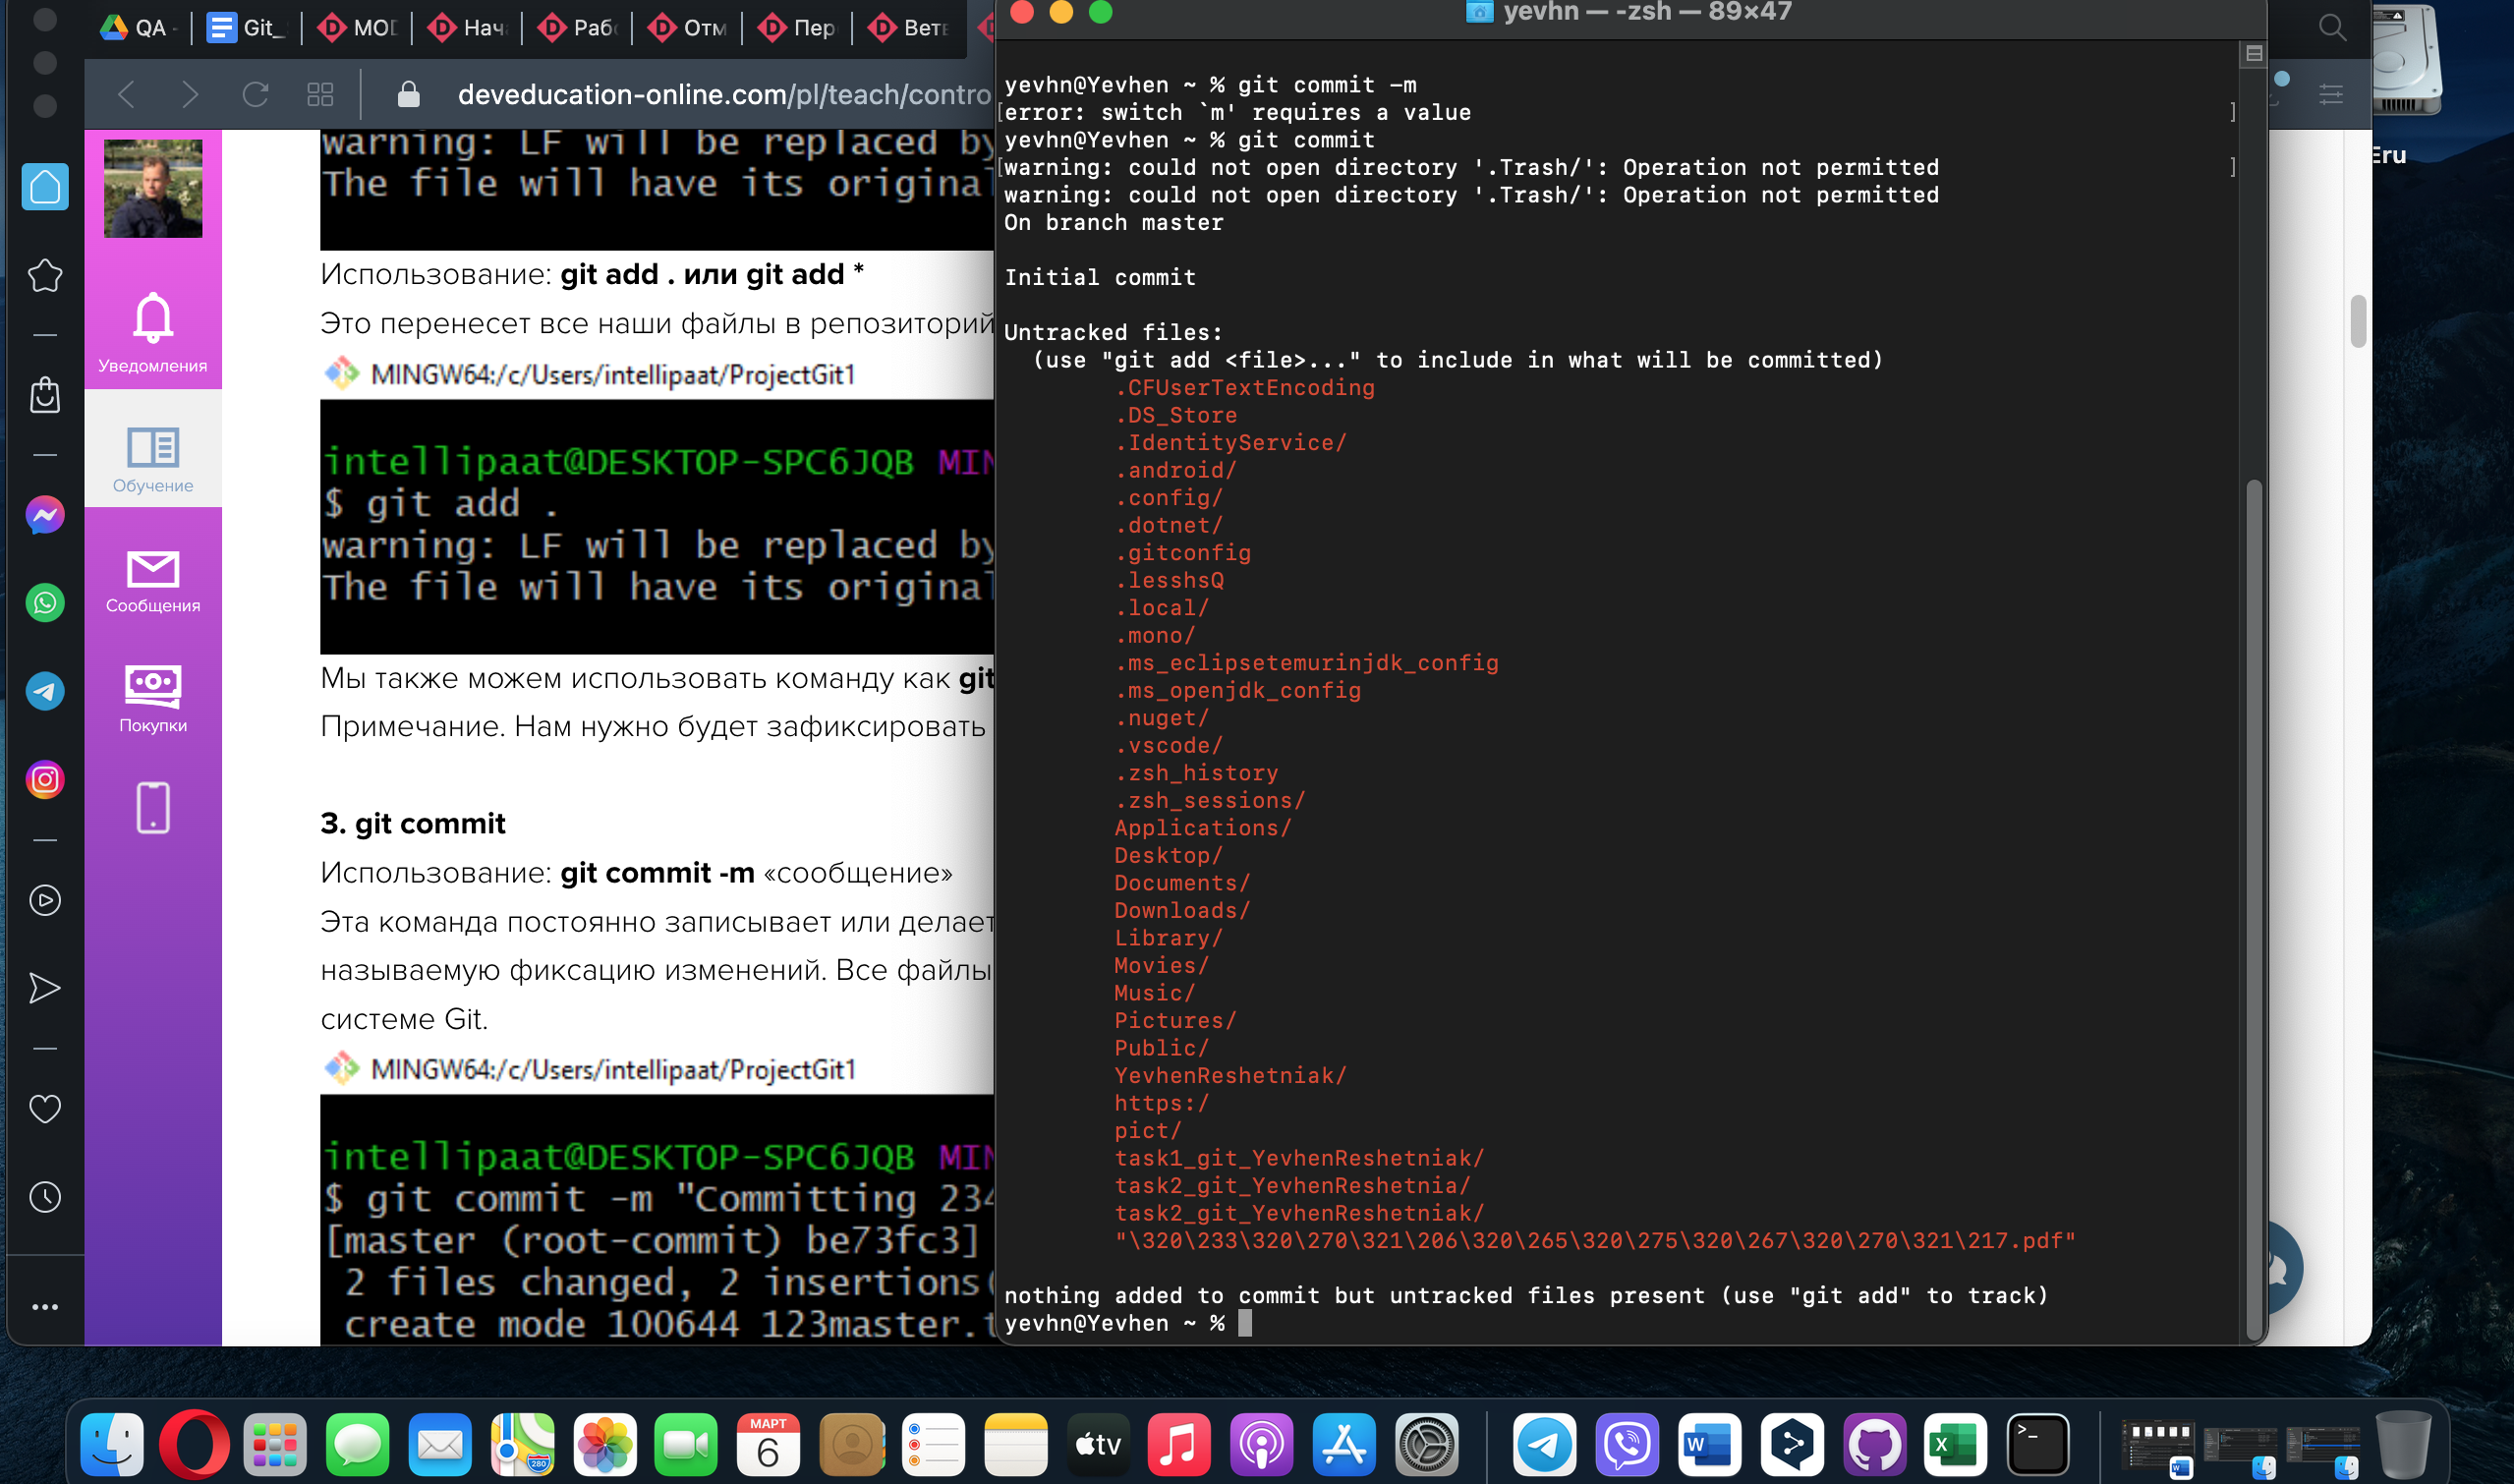 QA
Git_
MOD
Нача
Рабо
Отм
Пер
Ветв
deveducation-online.com/pl/teach/contro
Уведомления
Обучение
Сообщения
Покупки
warning: LF will be replaced by
The file will have its original
Использование: git add . или git add *
Это перенесет все наши файлы в репозиторий
MINGW64:/c/Users/intellipaat/ProjectGit1
intellipaat@DESKTOP-SPC6JQB MIN
$ git add .
warning: LF will be replaced by
The file will have its original
Мы также можем использовать команду как git
Примечание. Нам нужно будет зафиксировать
3. git commit
Использование: git commit -m «сообщение»
Эта команда постоянно записывает или делает
называемую фиксацию изменений. Все файлы
системе Git.
MINGW64:/c/Users/intellipaat/ProjectGit1
intellipaat@DESKTOP-SPC6JQB MIN
$ git commit -m "Committing 234
[master (root-commit) be73fc3]
2 files changed, 2 insertions(
create mode 100644 123master.t
yevhn — -zsh — 89×47
yevhn@Yevhen ~ % git commit -m
[error: switch `m' requires a value ]
yevhn@Yevhen ~ % git commit
[warning: could not open directory '.Trash/': Operation not permitted ]
warning: could not open directory '.Trash/': Operation not permitted
On branch master
Initial commit
Untracked files:
(use "git add <file>..." to include in what will be committed)
.CFUserTextEncoding
.DS_Store
.IdentityService/
.android/
.config/
.dotnet/
.gitconfig
.lesshsQ
.local/
.mono/
.ms_eclipsetemurinjdk_config
.ms_openjdk_config
.nuget/
.vscode/
.zsh_history
.zsh_sessions/
Applications/
Desktop/
Documents/
Downloads/
Library/
Movies/
Music/
Pictures/
Public/
YevhenReshetniak/
https:/
pict/
task1_git_YevhenReshetniak/
task2_git_YevhenReshetnia/
task2_git_YevhenReshetniak/
"\320\233\320\270\321\206\320\265\320\275\320\267\320\270\321\217.pdf"
nothing added to commit but untracked files present (use "git add" to track)
yevhn@Yevhen ~ %
Eru
МАРТ
6
280
tv
W
X
>_